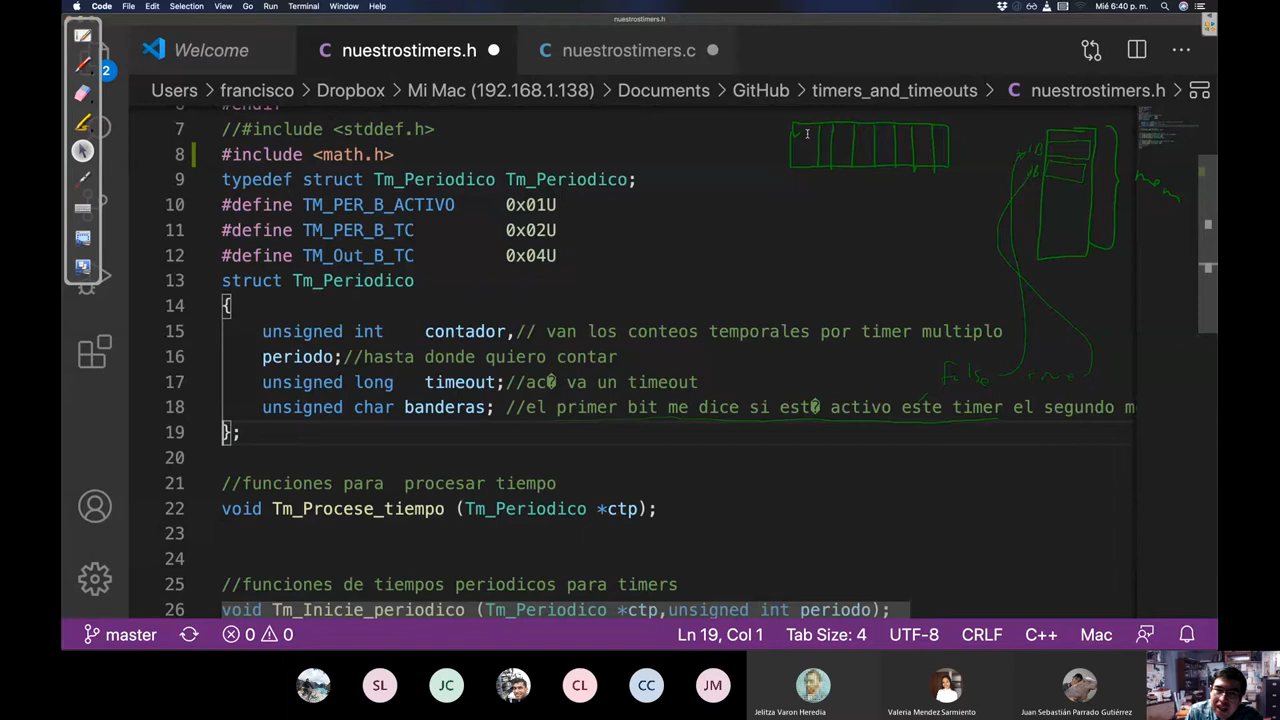 Code File Edit Selection View Go Run Terminal Window Help Mié 6:40 p. m.
nuestrostimers.h
Welcome C nuestrostimers.h C nuestrostimers.c
2
Users > francisco > Dropbox > Mi Mac (192.168.1.138) > Documents > GitHub > timers_and_timeouts > C nuestrostimers.h >
7 //#include <stddef.h>
8 #include <math.h>
9 typedef struct Tm_Periodico Tm_Periodico;
10 #define TM_PER_B_ACTIVO 0x01U
11 #define TM_PER_B_TC 0x02U
12 #define TM_Out_B_TC 0x04U
13 struct Tm_Periodico
14 {
15 unsigned int contador,// van los conteos temporales por timer multiplo
16 periodo;//hasta donde quiero contar
17 unsigned long timeout;//ac� va un timeout
18 unsigned char banderas; //el primer bit me dice si est� activo este timer el segundo m
19 };
20
21 //funciones para procesar tiempo
22 void Tm_Procese_tiempo (Tm_Periodico *ctp);
23
24
25 //funciones de tiempos periodicos para timers
26 void Tm_Inicie_periodico (Tm_Periodico *ctp,unsigned int periodo);
mem
false
master 0 0 Ln 19, Col 1 Tab Size: 4 UTF-8 CRLF C++ Mac
SL JC CL CC JM
Jelitza Varon Heredia Valeria Mendez Sarmiento Juan Sebastián Parrado Gutiérrez